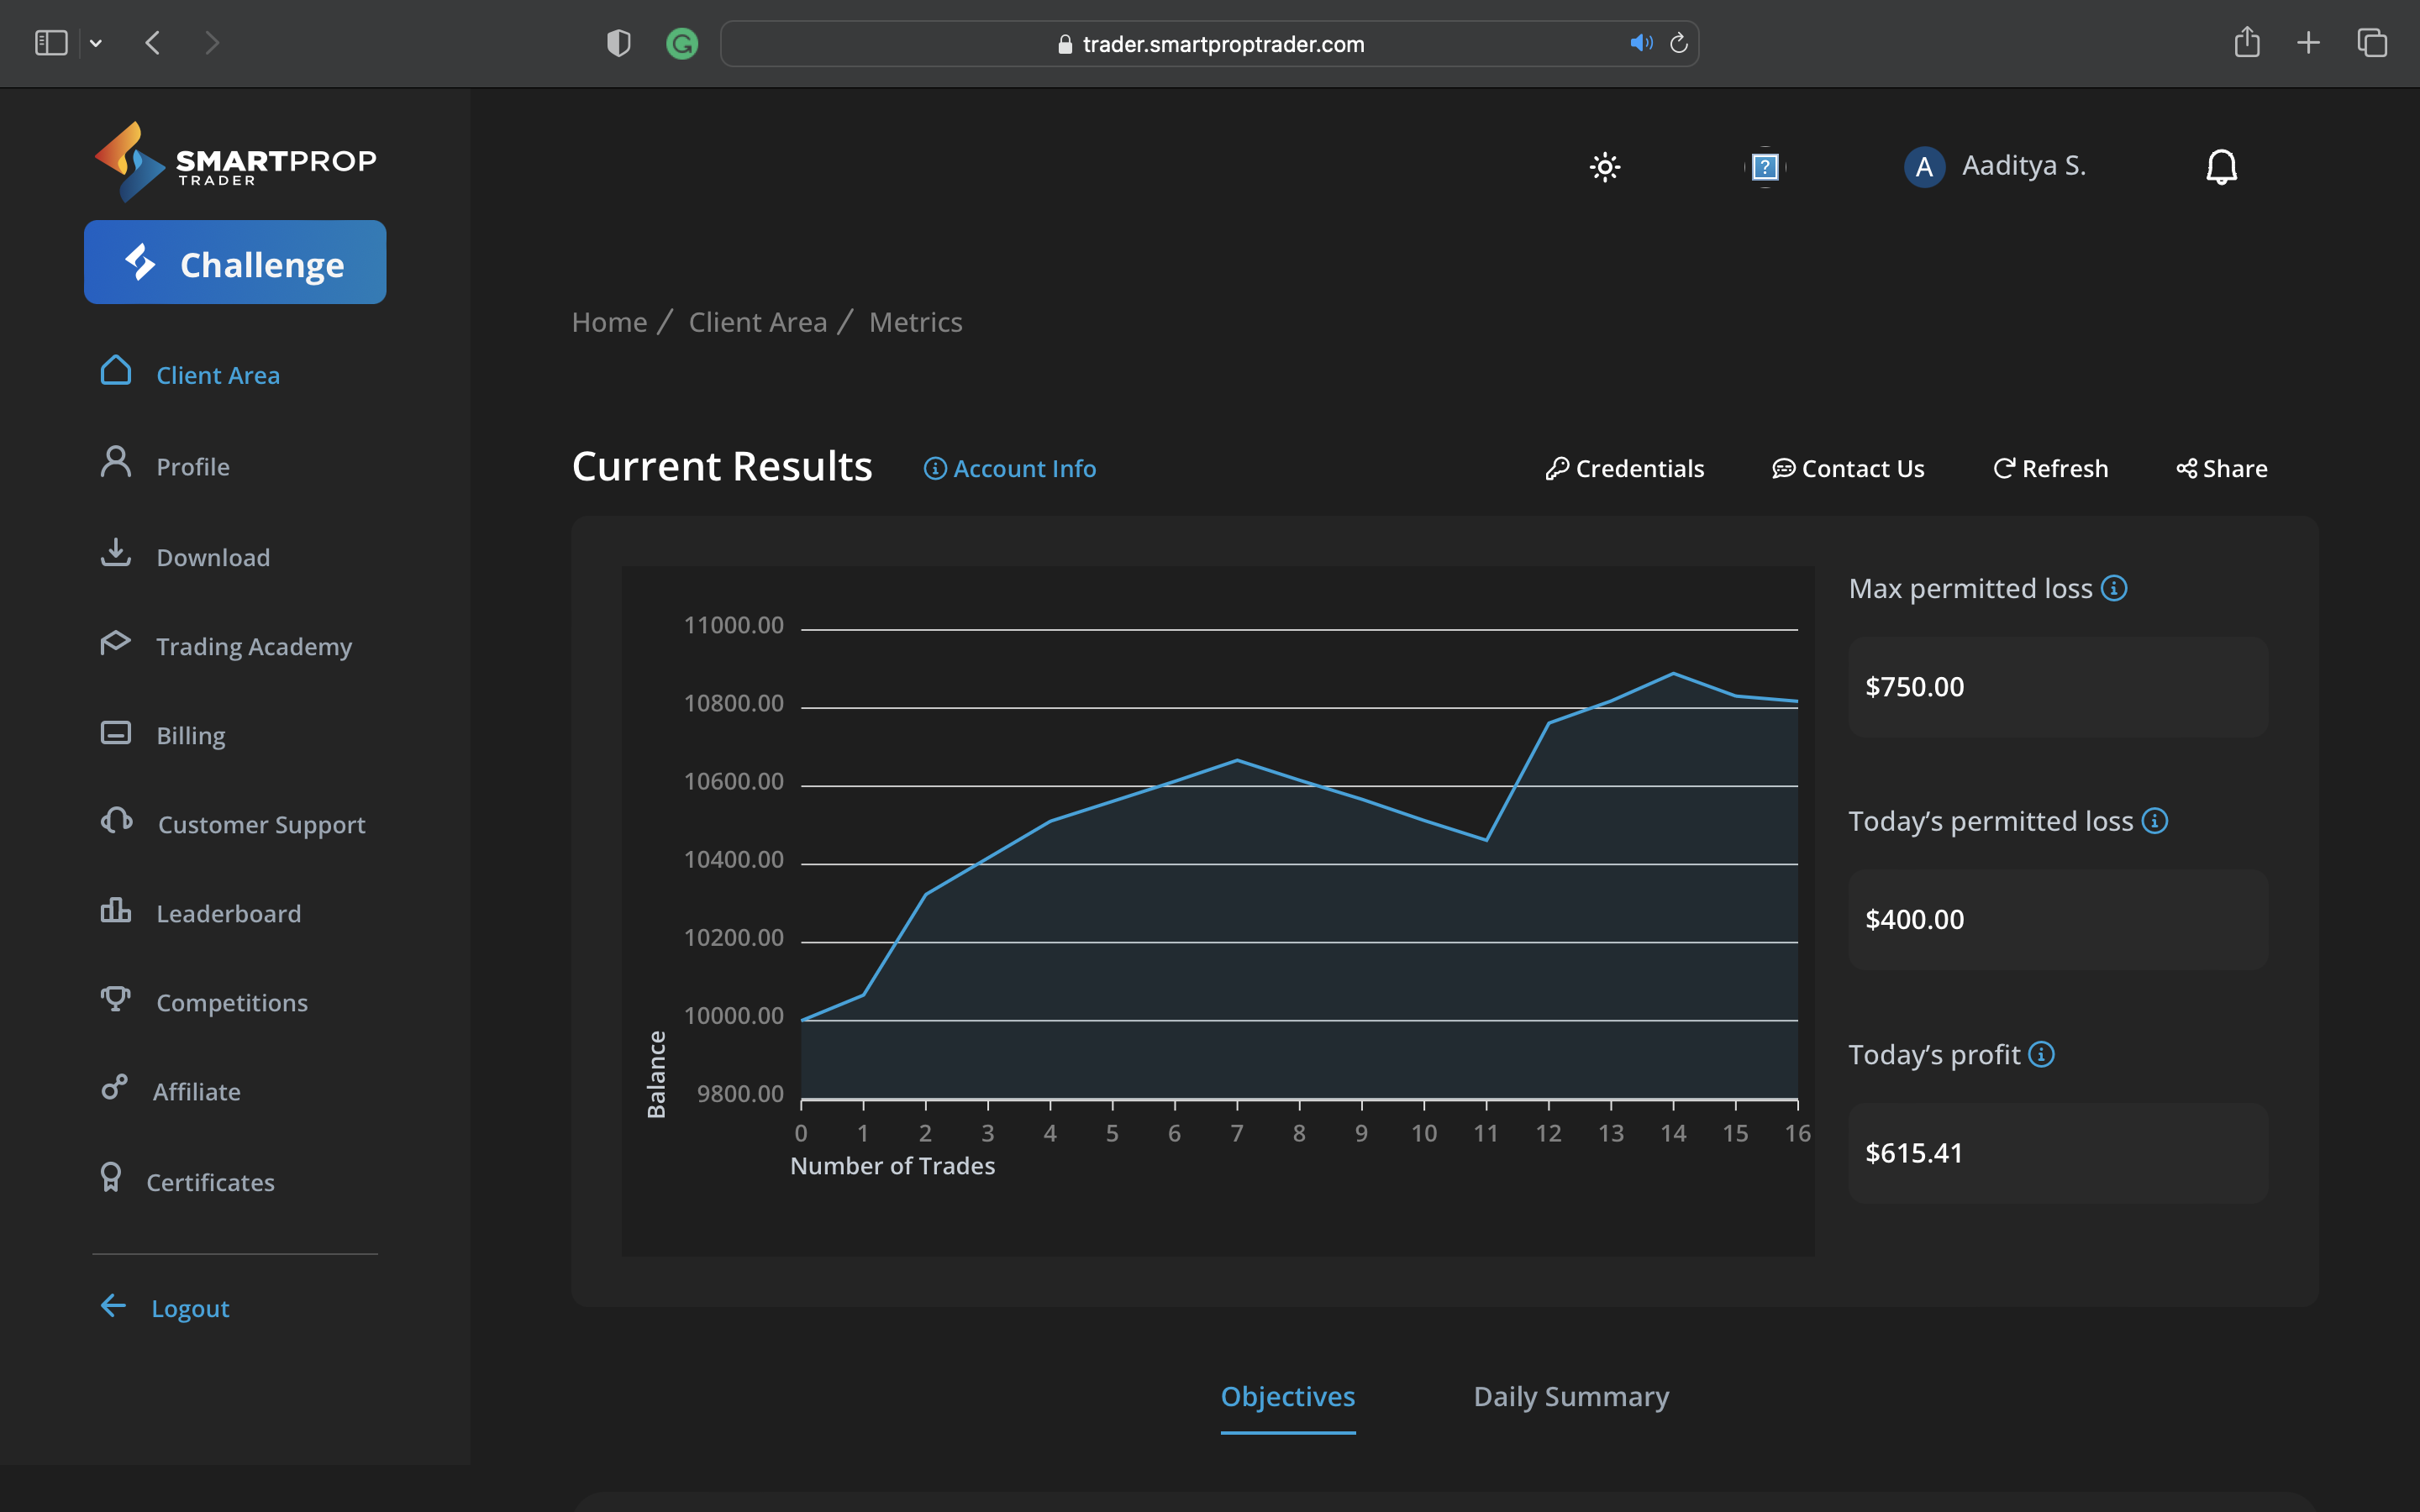 trader.smartproptrader.com
SMARTPROP
TRADER
Challenge
Client Area
Profile
Download
Trading Academy
Billing
Customer Support
Leaderboard
Competitions
Affiliate
Certificates
Logout
?
A Aaditya S.
Home / Client Area / Metrics
Current Results Account Info Credentials Contact Us Refresh Share
11000.00
10800.00
10600.00
10400.00
10200.00
10000.00
9800.00
Balance
0 1 2 3 4 5 6 7 8 9 10 11 12 13 14 15 16
Number of Trades
Max permitted loss
$750.00
Today’s permitted loss
$400.00
Today’s profit
$615.41
Objectives Daily Summary